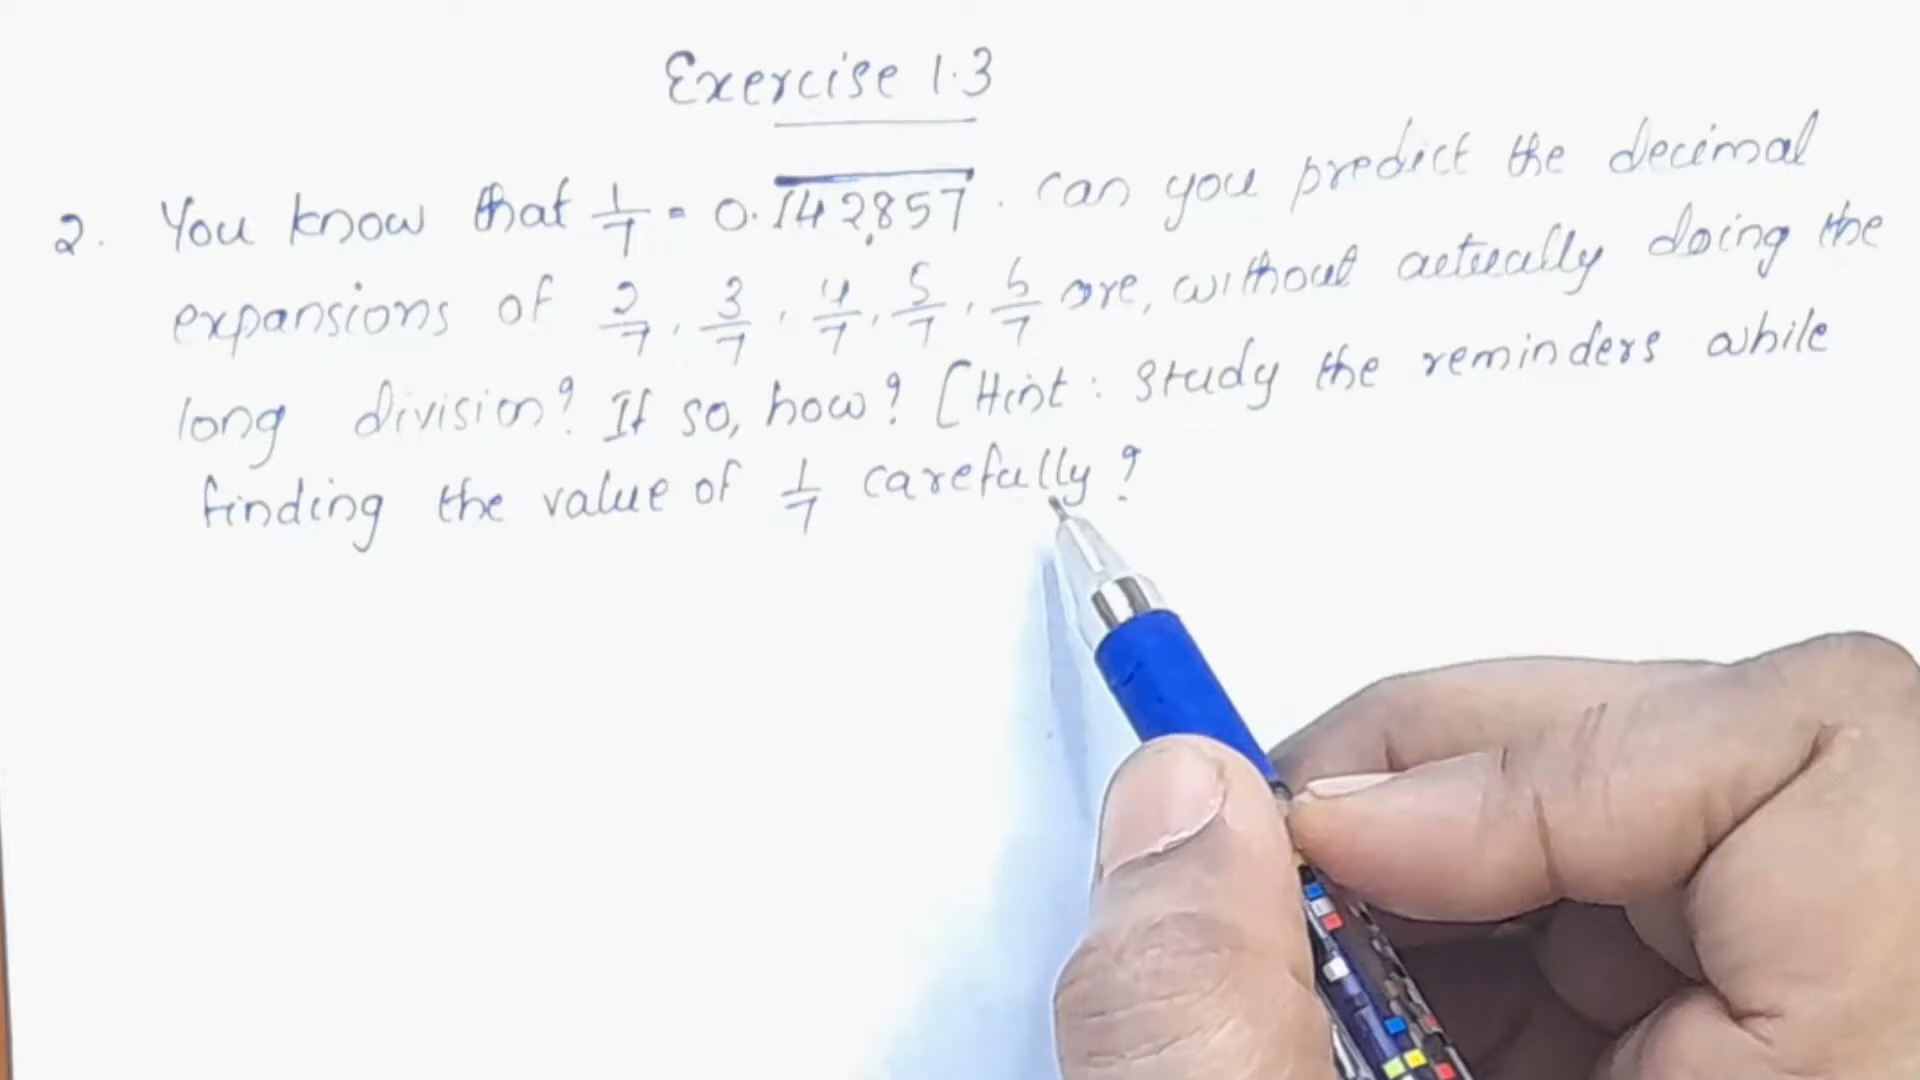 Exercise 1.3
2. You know that 1/7 = 0.142857. can you predict the decimal
expansions of 2/7, 3/7, 4/7, 5/7, 6/7 are, without actually doing the
long division? If so, how? [Hint: Study the reminders while
finding the value of 1/7 carefully?